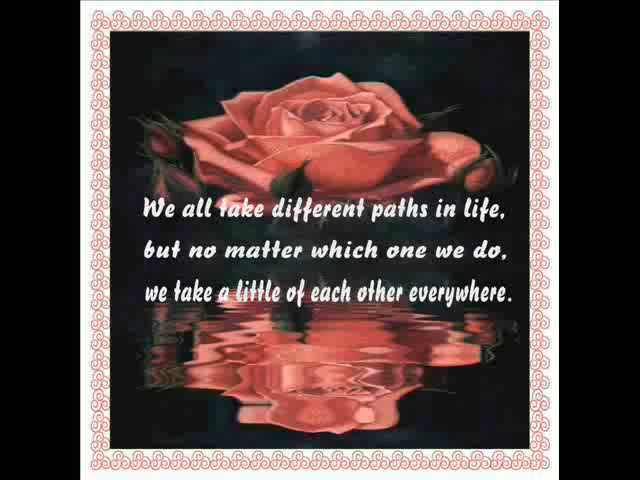 We all take different paths in life,
but no matter which one we do,
we take a little of each other everywhere.